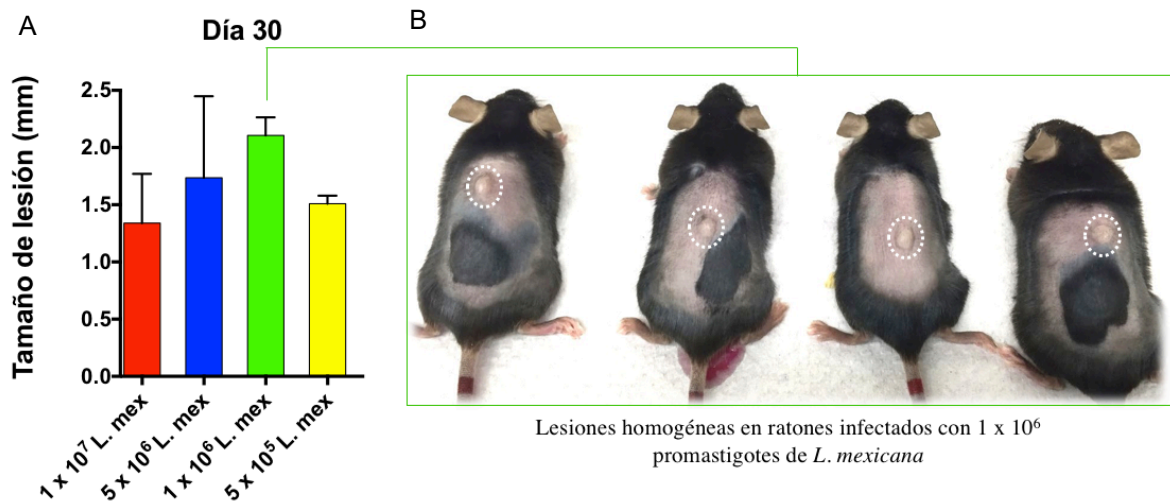 A
Día 30
B
Tamaño de lesión (mm)
2.5
2.0
1.5
1.0
0.5
0.0
1 x 10⁷ L. mex
5 x 10⁶ L. mex
1 x 10⁶ L. mex
5 x 10⁵ L. mex
Lesiones homogéneas en ratones infectados con 1 x 10⁶
promastigotes de L. mexicana